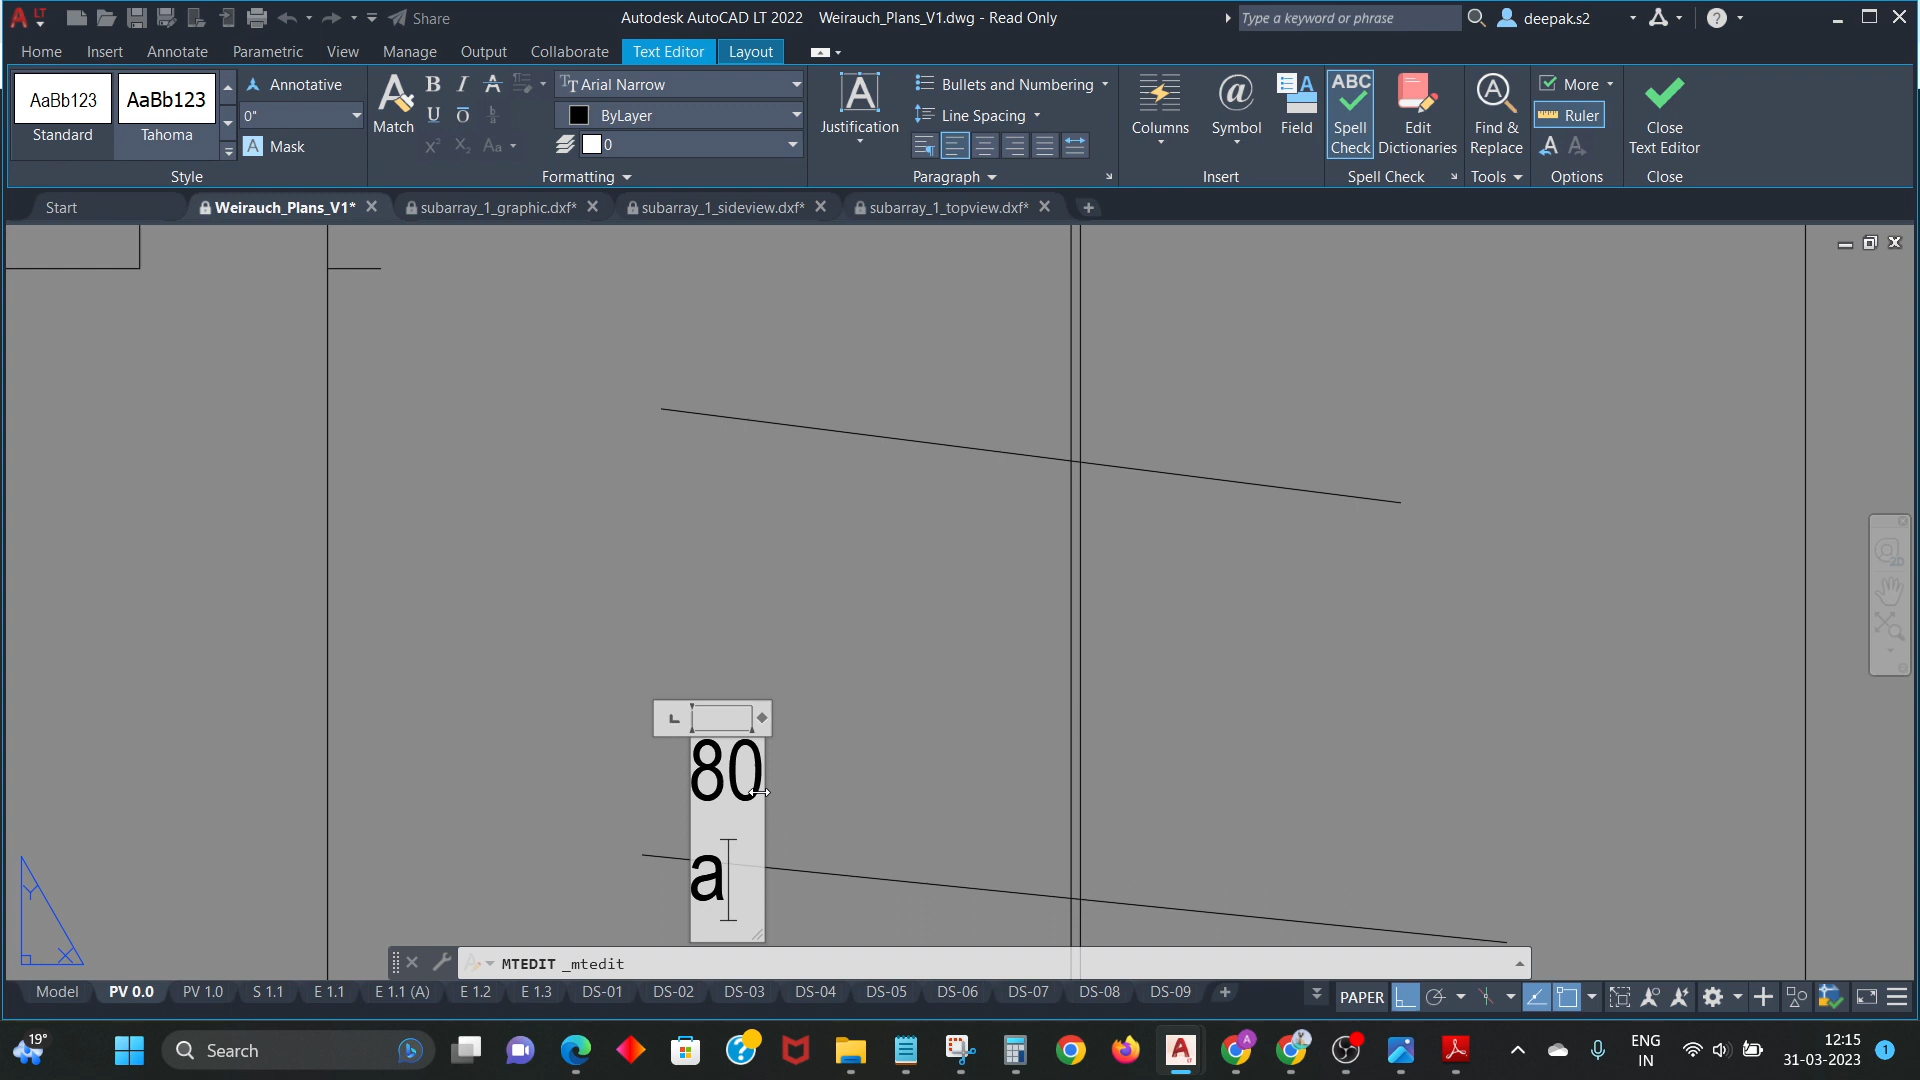 Share
Autodesk AutoCAD LT 2022 Weirauch_Plans_V1.dwg - Read Only
Type a keyword or phrase
deepak.s2
Home Insert Annotate Parametric View Manage Output Collaborate Text Editor Layout
AaBb123 AaBb123
Standard Tahoma
Annotative
0"
Mask
Style
Match
Arial Narrow
ByLayer
0
Formatting
Justification
Bullets and Numbering
Line Spacing
Paragraph
Columns
Symbol
Field
Insert
ABC
Spell Check
Edit Dictionaries
Spell Check
Find & Replace
Tools
More
Ruler
Options
Close Text Editor
Close
Start
Weirauch_Plans_V1*
subarray_1_graphic.dxf*
subarray_1_sideview.dxf*
subarray_1_topview.dxf*
2D
80
a
Y
X
MTEDIT _mtedit
Model PV 0.0 PV 1.0 S 1.1 E 1.1 E 1.1 (A) E 1.2 E 1.3 DS-01 DS-02 DS-03 DS-04 DS-05 DS-06 DS-07 DS-08 DS-09
PAPER
19°
Search
ENG
IN
12:15
31-03-2023
1